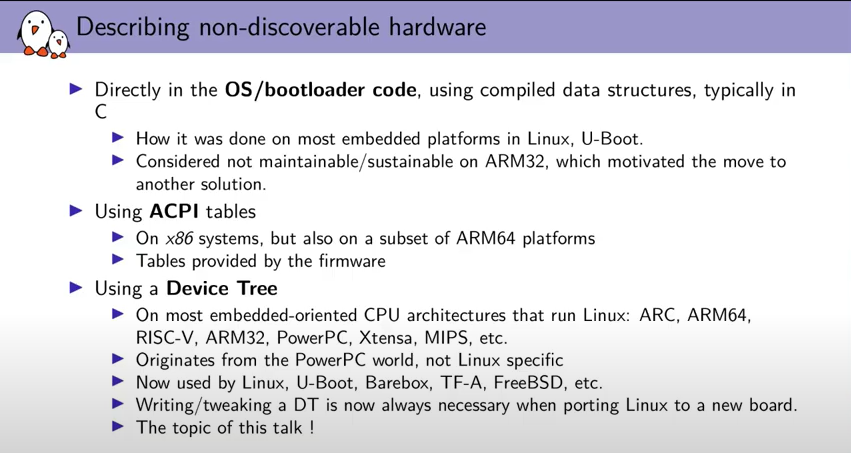 Describing non-discoverable hardware
Directly in the OS/bootloader code, using compiled data structures, typically in
C
How it was done on most embedded platforms in Linux, U-Boot.
Considered not maintainable/sustainable on ARM32, which motivated the move to
another solution.
Using ACPI tables
On x86 systems, but also on a subset of ARM64 platforms
Tables provided by the firmware
Using a Device Tree
On most embedded-oriented CPU architectures that run Linux: ARC, ARM64,
RISC-V, ARM32, PowerPC, Xtensa, MIPS, etc.
Originates from the PowerPC world, not Linux specific
Now used by Linux, U-Boot, Barebox, TF-A, FreeBSD, etc.
Writing/tweaking a DT is now always necessary when porting Linux to a new board.
The topic of this talk !